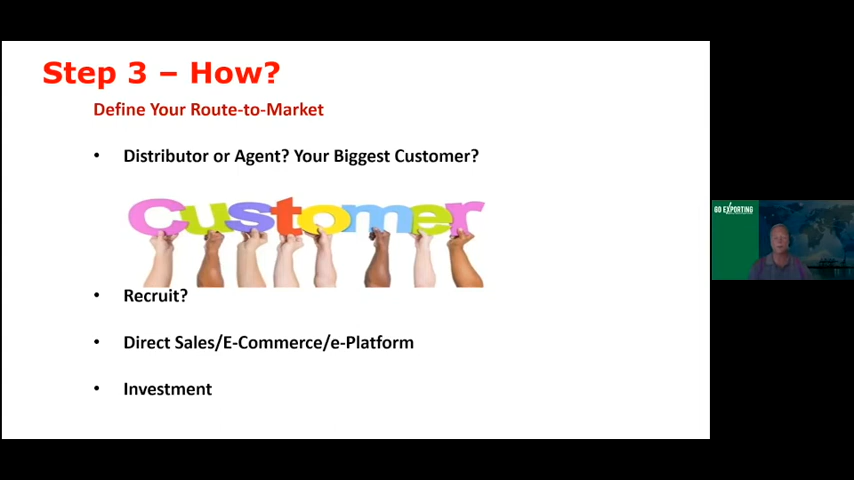 Step 3 – How?
Define Your Route-to-Market
• Distributor or Agent? Your Biggest Customer?
Customer
GO EXPORTING
• Recruit?
• Direct Sales/E-Commerce/e-Platform
• Investment